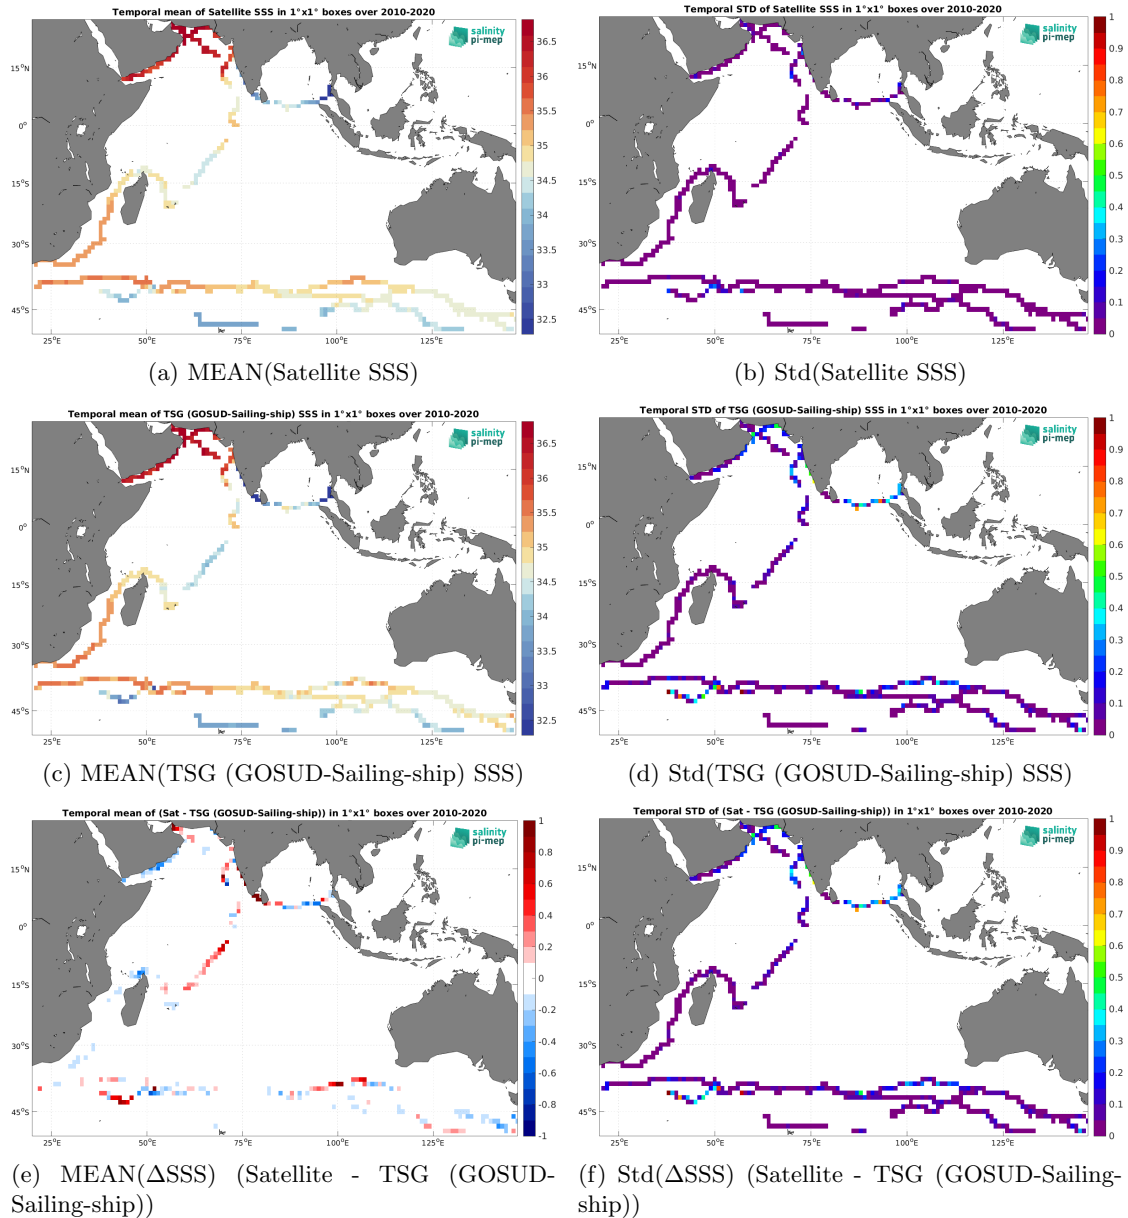 Temporal mean of Satellite SSS in 1°x1° boxes over 2010-2020
salinity
pi-mep
15°N
0°
15°S
30°S
45°S
25°E
50°E
75°E
100°E
125°E
36.5
36
35.5
35
34.5
34
33.5
33
32.5
(a) MEAN(Satellite SSS)
Temporal STD of Satellite SSS in 1°x1° boxes over 2010-2020
salinity
pi-mep
15°N
0°
15°S
30°S
45°S
25°E
50°E
75°E
100°E
125°E
1
0.9
0.8
0.7
0.6
0.5
0.4
0.3
0.2
0.1
0
(b) Std(Satellite SSS)
Temporal mean of TSG (GOSUD-Sailing-ship) SSS in 1°x1° boxes over 2010-2020
salinity
pi-mep
15°N
0°
15°S
30°S
45°S
25°E
50°E
75°E
100°E
125°E
36.5
36
35.5
35
34.5
34
33.5
33
32.5
(c) MEAN(TSG (GOSUD-Sailing-ship) SSS)
Temporal STD of TSG (GOSUD-Sailing-ship) SSS in 1°x1° boxes over 2010-2020
salinity
pi-mep
15°N
0°
15°S
30°S
45°S
25°E
50°E
75°E
100°E
125°E
1
0.9
0.8
0.7
0.6
0.5
0.4
0.3
0.2
0.1
0
(d) Std(TSG (GOSUD-Sailing-ship) SSS)
Temporal mean of (Sat - TSG (GOSUD-Sailing-ship)) in 1°x1° boxes over 2010-2020
salinity
pi-mep
15°N
0°
15°S
30°S
45°S
25°E
50°E
75°E
100°E
125°E
1
0.8
0.6
0.4
0.2
0
-0.2
-0.4
-0.6
-0.8
-1
(e) MEAN(ΔSSS) (Satellite - TSG (GOSUD-
Sailing-ship))
Temporal STD of (Sat - TSG (GOSUD-Sailing-ship)) in 1°x1° boxes over 2010-2020
salinity
pi-mep
15°N
0°
15°S
30°S
45°S
25°E
50°E
75°E
100°E
125°E
1
0.9
0.8
0.7
0.6
0.5
0.4
0.3
0.2
0.1
0
(f) Std(ΔSSS) (Satellite - TSG (GOSUD-Sailing-
ship))